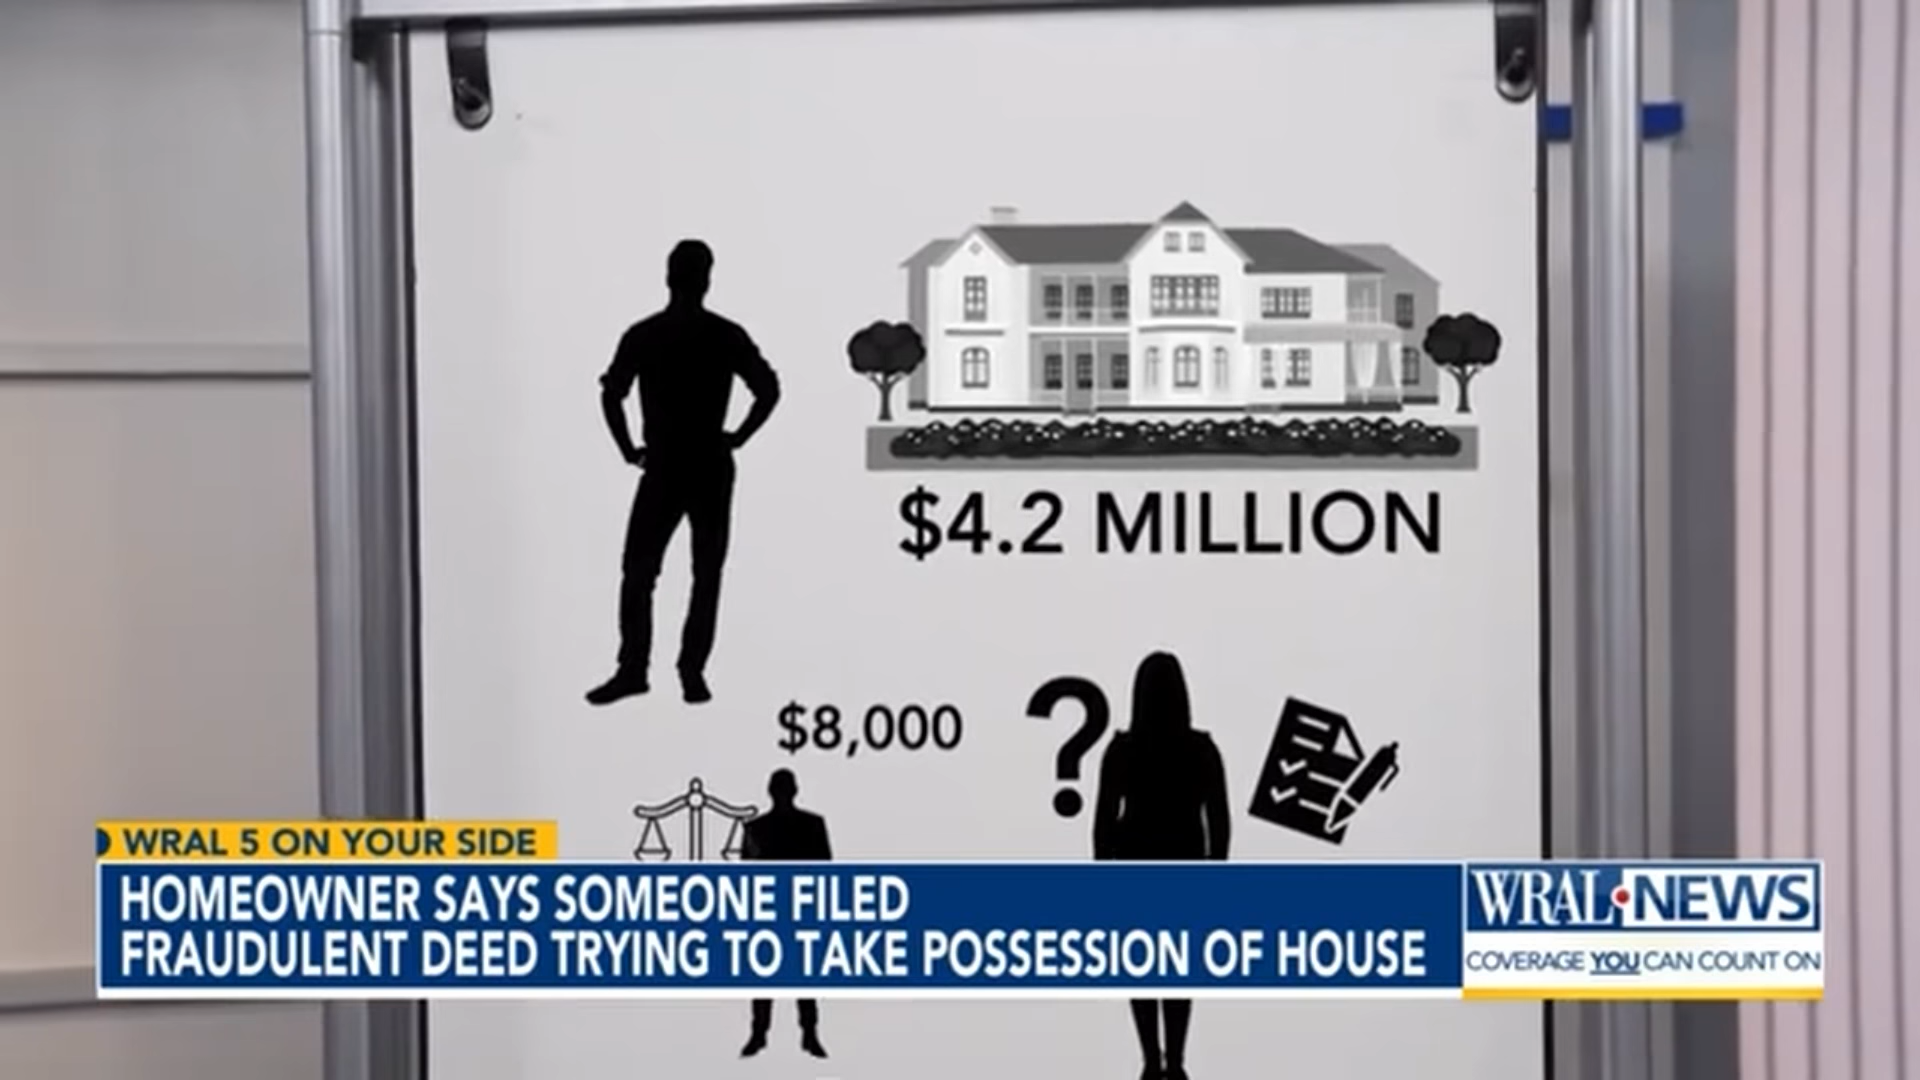 $4.2 MILLION
$8,000
?
WRAL 5 ON YOUR SIDE
HOMEOWNER SAYS SOMEONE FILED
FRAUDULENT DEED TRYING TO TAKE POSSESSION OF HOUSE
WRAL NEWS
COVERAGE YOU CAN COUNT ON